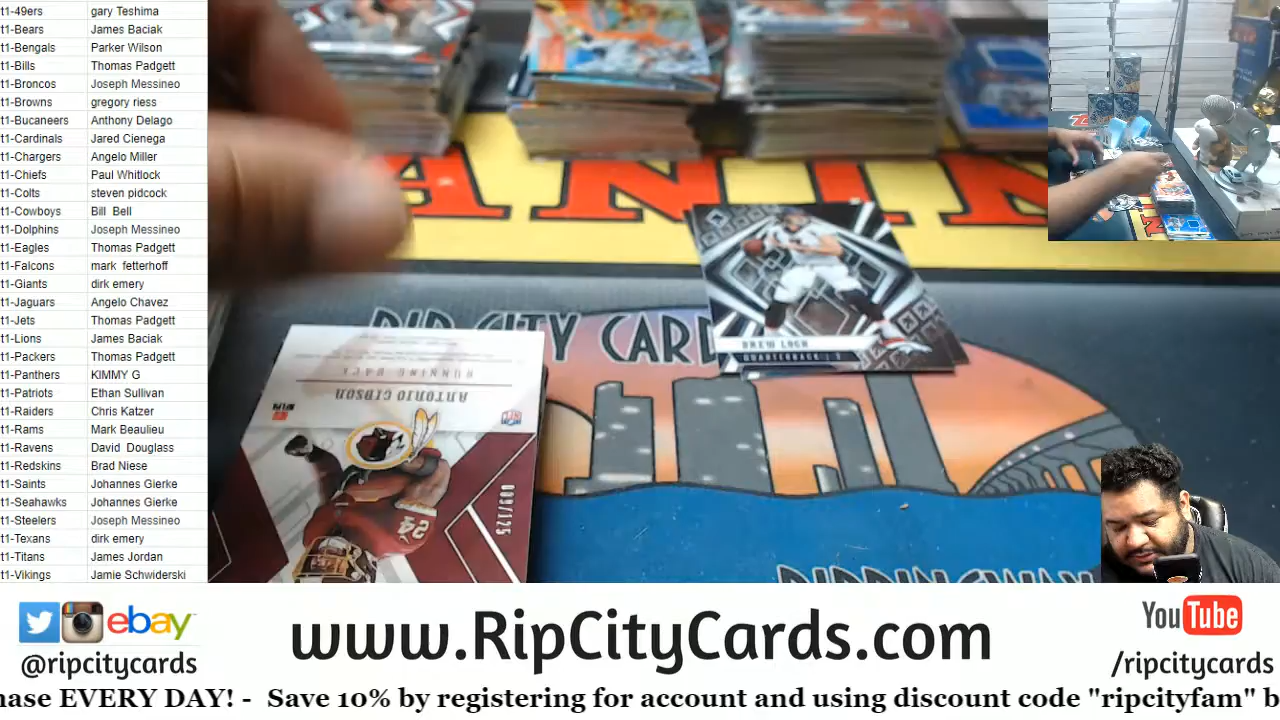 t1-49ers gary Teshima
t1-Bears James Baciak
t1-Bengals Parker Wilson
t1-Bills Thomas Padgett
t1-Broncos Joseph Messineo
t1-Browns gregory riess
t1-Bucaneers Anthony Delago
t1-Cardinals Jared Cienega
t1-Chargers Angelo Miller
t1-Chiefs Paul Whitlock
t1-Colts steven pidcock
t1-Cowboys Bill Bell
t1-Dolphins Joseph Messineo
t1-Eagles Thomas Padgett
t1-Falcons mark fetterhoff
t1-Giants dirk emery
t1-Jaguars Angelo Chavez
t1-Jets Thomas Padgett
t1-Lions James Baciak
t1-Packers Thomas Padgett
t1-Panthers KIMMY G
t1-Patriots Ethan Sullivan
t1-Raiders Chris Katzer
t1-Rams Mark Beaulieu
t1-Ravens David Douglass
t1-Redskins Brad Niese
t1-Saints Johannes Gierke
t1-Seahawks Johannes Gierke
t1-Steelers Joseph Messineo
t1-Texans dirk emery
t1-Titans James Jordan
t1-Vikings Jamie Schwiderski
PANINI
RIP CITY CARD
DREW LOCK
QUARTERBACK
ANTONIO GIBSON
RUNNING BACK
24
009/125
ebay
@ripcitycards
www.RipCityCards.com
YouTube
/ripcitycards
hase EVERY DAY! - Save 10% by registering for account and using discount code "ripcityfam" b